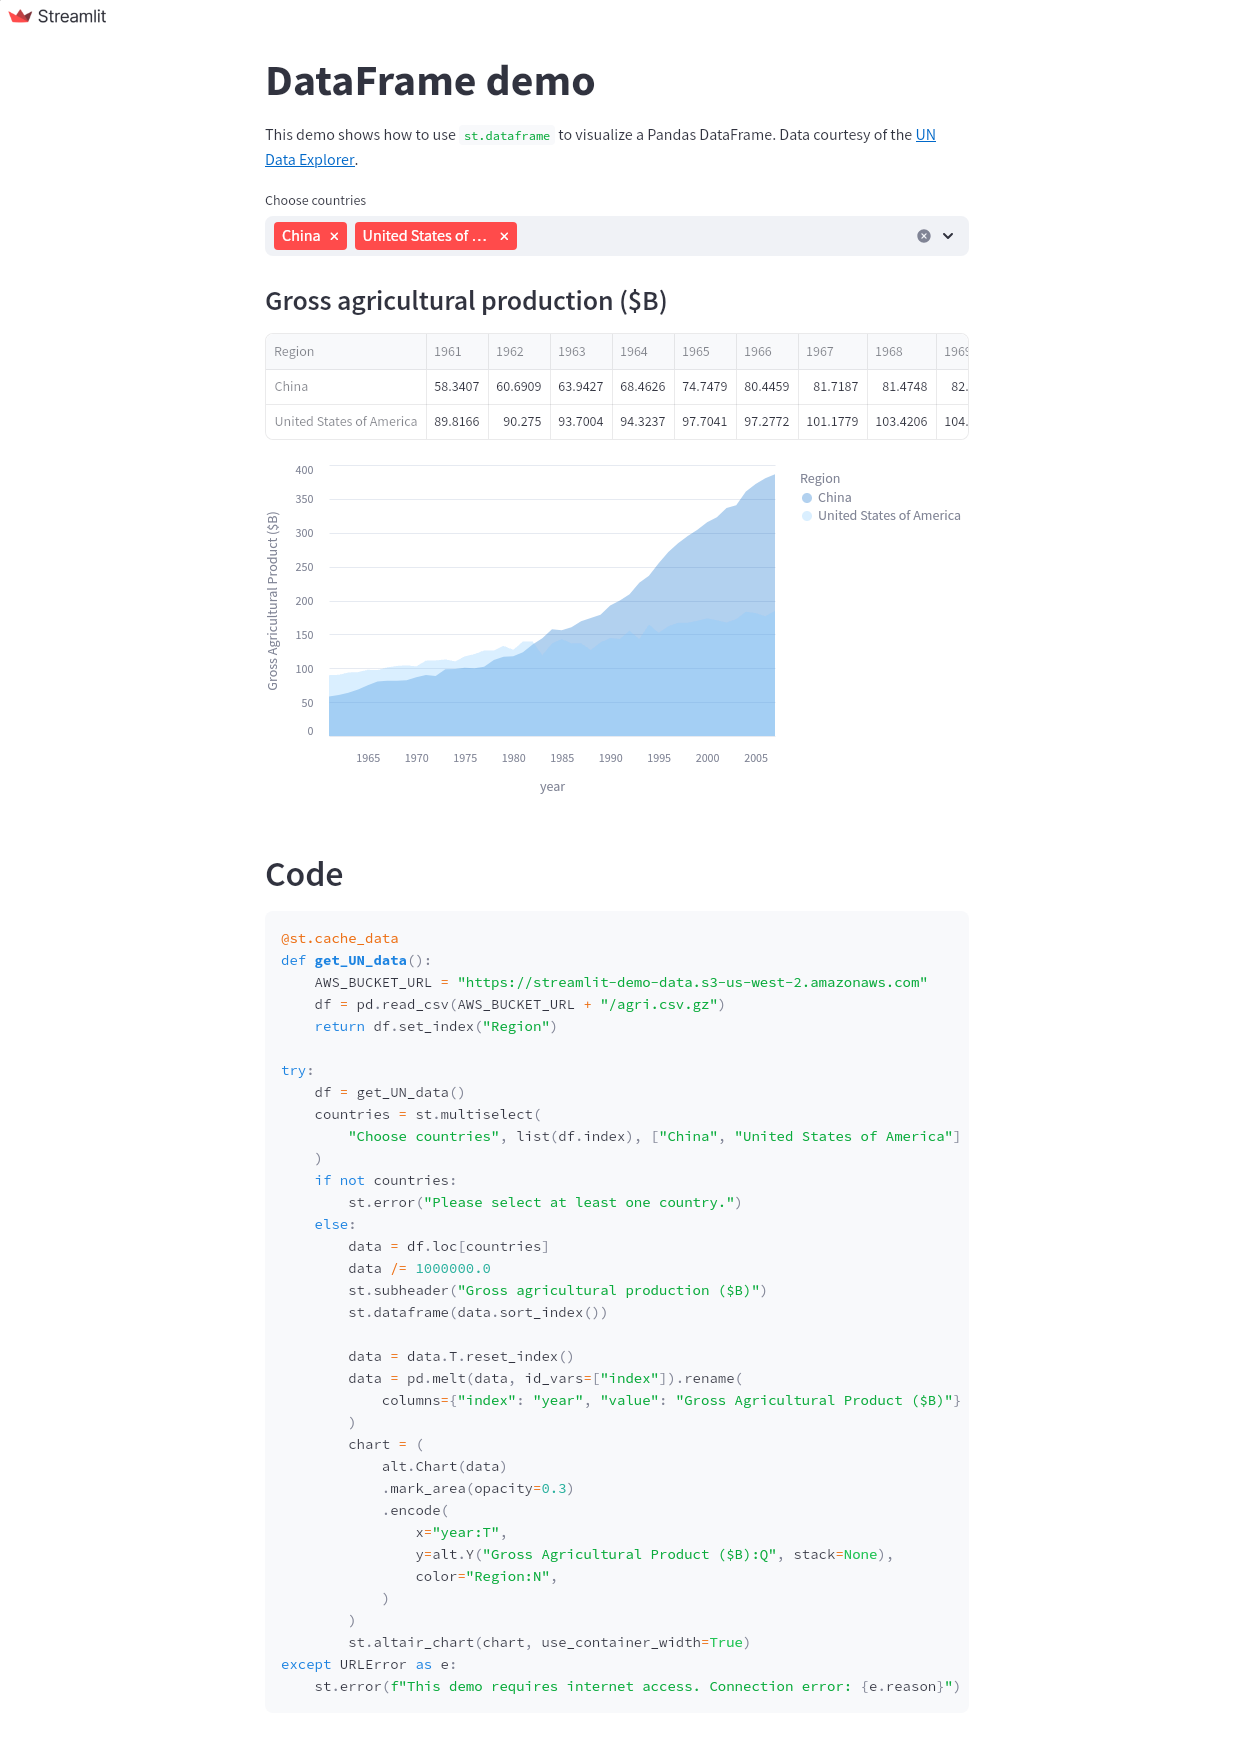 Streamlit
DataFrame demo
This demo shows how to use st.dataframe to visualize a Pandas DataFrame. Data courtesy of the UN
Data Explorer.
Choose countries
China × United States of ... ×
Gross agricultural production ($B)
Region 1961 1962 1963 1964 1965 1966 1967 1968 1969
China 58.3407 60.6909 63.9427 68.4626 74.7479 80.4459 81.7187 81.4748 82.
United States of America 89.8166 90.275 93.7004 94.3237 97.7041 97.2772 101.1779 103.4206 104.
Gross Agricultural Product ($B)
400
350
300
250
200
150
100
50
0
1965 1970 1975 1980 1985 1990 1995 2000 2005
year
Region
China
United States of America
Code
@st.cache_data
def get_UN_data():
    AWS_BUCKET_URL = "https://streamlit-demo-data.s3-us-west-2.amazonaws.com"
    df = pd.read_csv(AWS_BUCKET_URL + "/agri.csv.gz")
    return df.set_index("Region")
try:
    df = get_UN_data()
    countries = st.multiselect(
        "Choose countries", list(df.index), ["China", "United States of America"]
    )
    if not countries:
        st.error("Please select at least one country.")
    else:
        data = df.loc[countries]
        data /= 1000000.0
        st.subheader("Gross agricultural production ($B)")
        st.dataframe(data.sort_index())
        data = data.T.reset_index()
        data = pd.melt(data, id_vars=["index"]).rename(
            columns={"index": "year", "value": "Gross Agricultural Product ($B)"}
        )
        chart = (
            alt.Chart(data)
            .mark_area(opacity=0.3)
            .encode(
                x="year:T",
                y=alt.Y("Gross Agricultural Product ($B):Q", stack=None),
                color="Region:N",
            )
        )
        st.altair_chart(chart, use_container_width=True)
except URLError as e:
    st.error(f"This demo requires internet access. Connection error: {e.reason}")